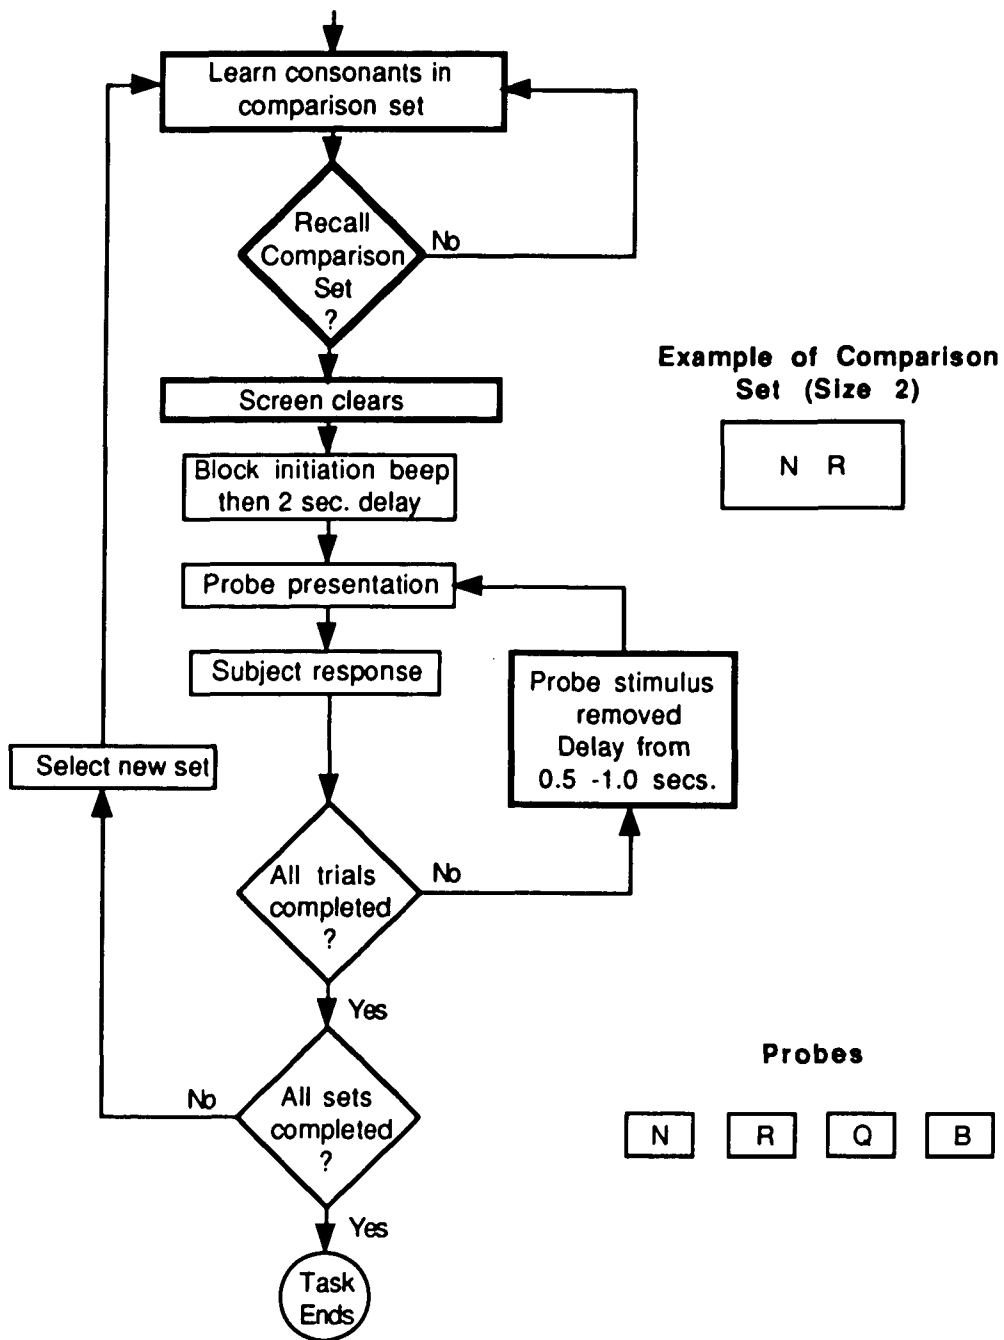 Learn consonants in
comparison set
Recall
Comparison
Set
?
No
Screen clears
Block initiation beep
then 2 sec. delay
Probe presentation
Subject response
Probe stimulus
removed
Delay from
0.5 -1.0 secs.
Select new set
All trials
completed
?
No
Yes
All sets
completed
?
No
Yes
Task
Ends
Example of Comparison
Set (Size 2)
N R
Probes
N R Q B